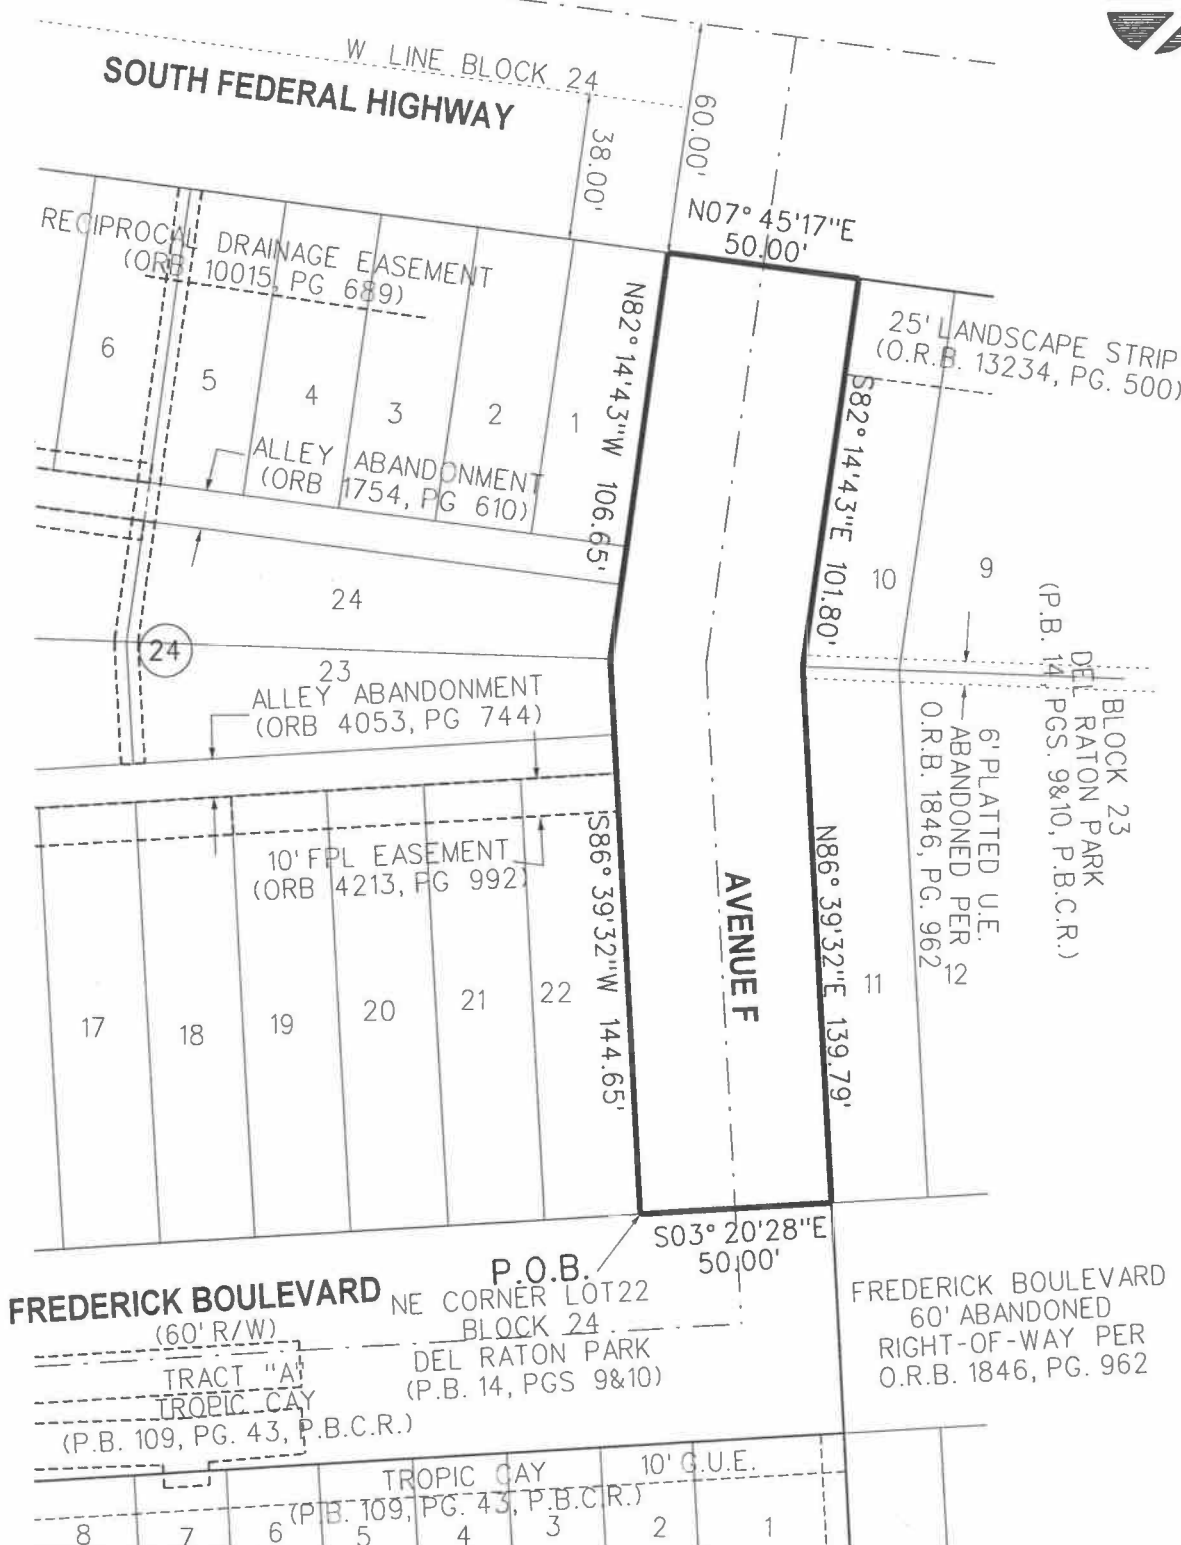 W LINE BLOCK 24
SOUTH FEDERAL HIGHWAY
38.00'
60.00'
N07°45'17"E
50.00'
RECIPROCAL DRAINAGE EASEMENT
(ORB 10015, PG 689)
N82°14'43"W 106.65'
25' LANDSCAPE STRIP
(O.R.B. 13234, PG. 500)
S82°14'43"E 101.80'
6
5
4
3
2
1
ALLEY ABANDONMENT
(ORB 1754, PG 610)
10
9
24
24
23
ALLEY ABANDONMENT
(ORB 4053, PG 744)
BLOCK 23
DEL RATON PARK
(P.B. 14, PGS. 9&10, P.B.C.R.)
6' PLATTED U.E.
ABANDONED PER
O.R.B. 1846, PG. 962
10' FPL EASEMENT
(ORB 4213, PG 992)
S86°39'32"W 144.65'
AVENUE F
N86°39'32"E 139.79'
17
18
19
20
21
22
11
12
S03°20'28"E
50.00'
P.O.B.
NE CORNER LOT22
BLOCK 24
DEL RATON PARK
(P.B. 14, PGS 9&10)
FREDERICK BOULEVARD
(60' R/W)
TRACT "A"
TROPIC CAY
(P.B. 109, PG. 43, P.B.C.R.)
FREDERICK BOULEVARD
60' ABANDONED
RIGHT-OF-WAY PER
O.R.B. 1846, PG. 962
TROPIC CAY
(P.B. 109, PG. 43, P.B.C.R.)
10' G.U.E.
8
7
6
5
4
3
2
1